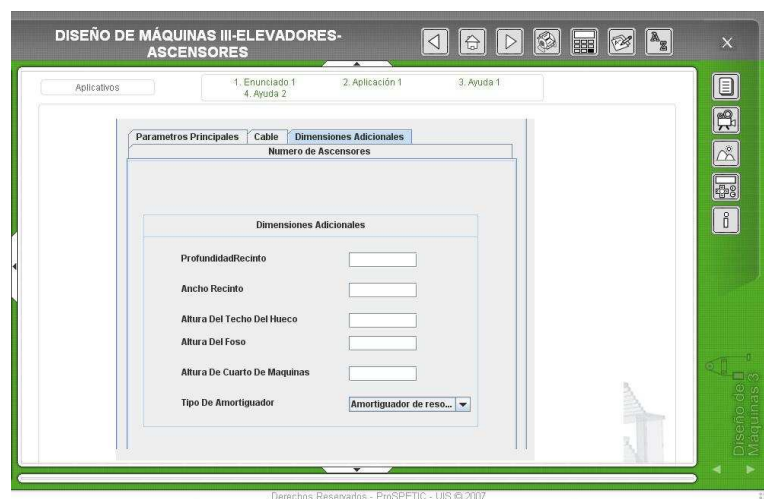 DISEÑO DE MÁQUINAS III-ELEVADORES-
ASCENSORES
X
Aplicativos
1. Enunciado 1
2. Aplicación 1
3. Ayuda 1
4. Ayuda 2
Parametros Principales
Cable
Dimensiones Adicionales
Numero de Ascensores
Dimensiones Adicionales
ProfundidadRecinto
Ancho Recinto
Altura Del Techo Del Hueco
Altura Del Foso
Altura De Cuarto De Maquinas
Tipo De Amortiguador
Amortiguador de reso...
Diseño de
Máquinas 3
Derechos Reservados - ProSPETIC - UIS © 2007